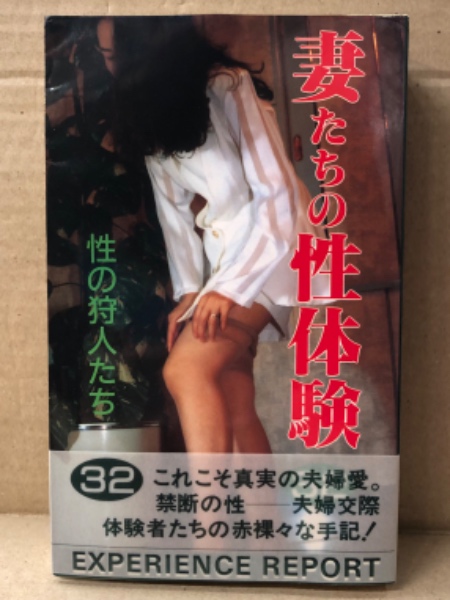 妻たちの性体験
性の狩人たち
32
これこそ真実の夫婦愛。
禁断の性――夫婦交際
体験者たちの赤裸々な手記!
EXPERIENCE REPORT